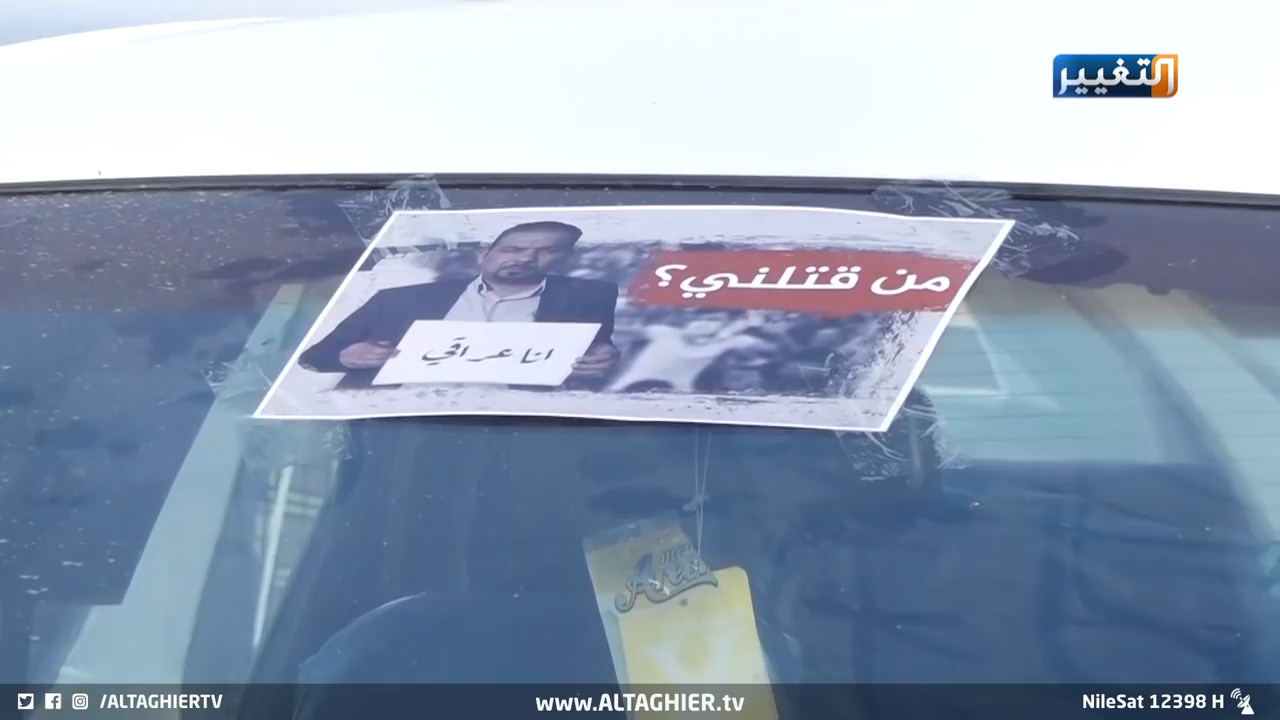 التغيير
من قتلني؟
انا عراقي
/ALTAGHIERTV
www.ALTAGHIER.tv
NileSat 12398 H